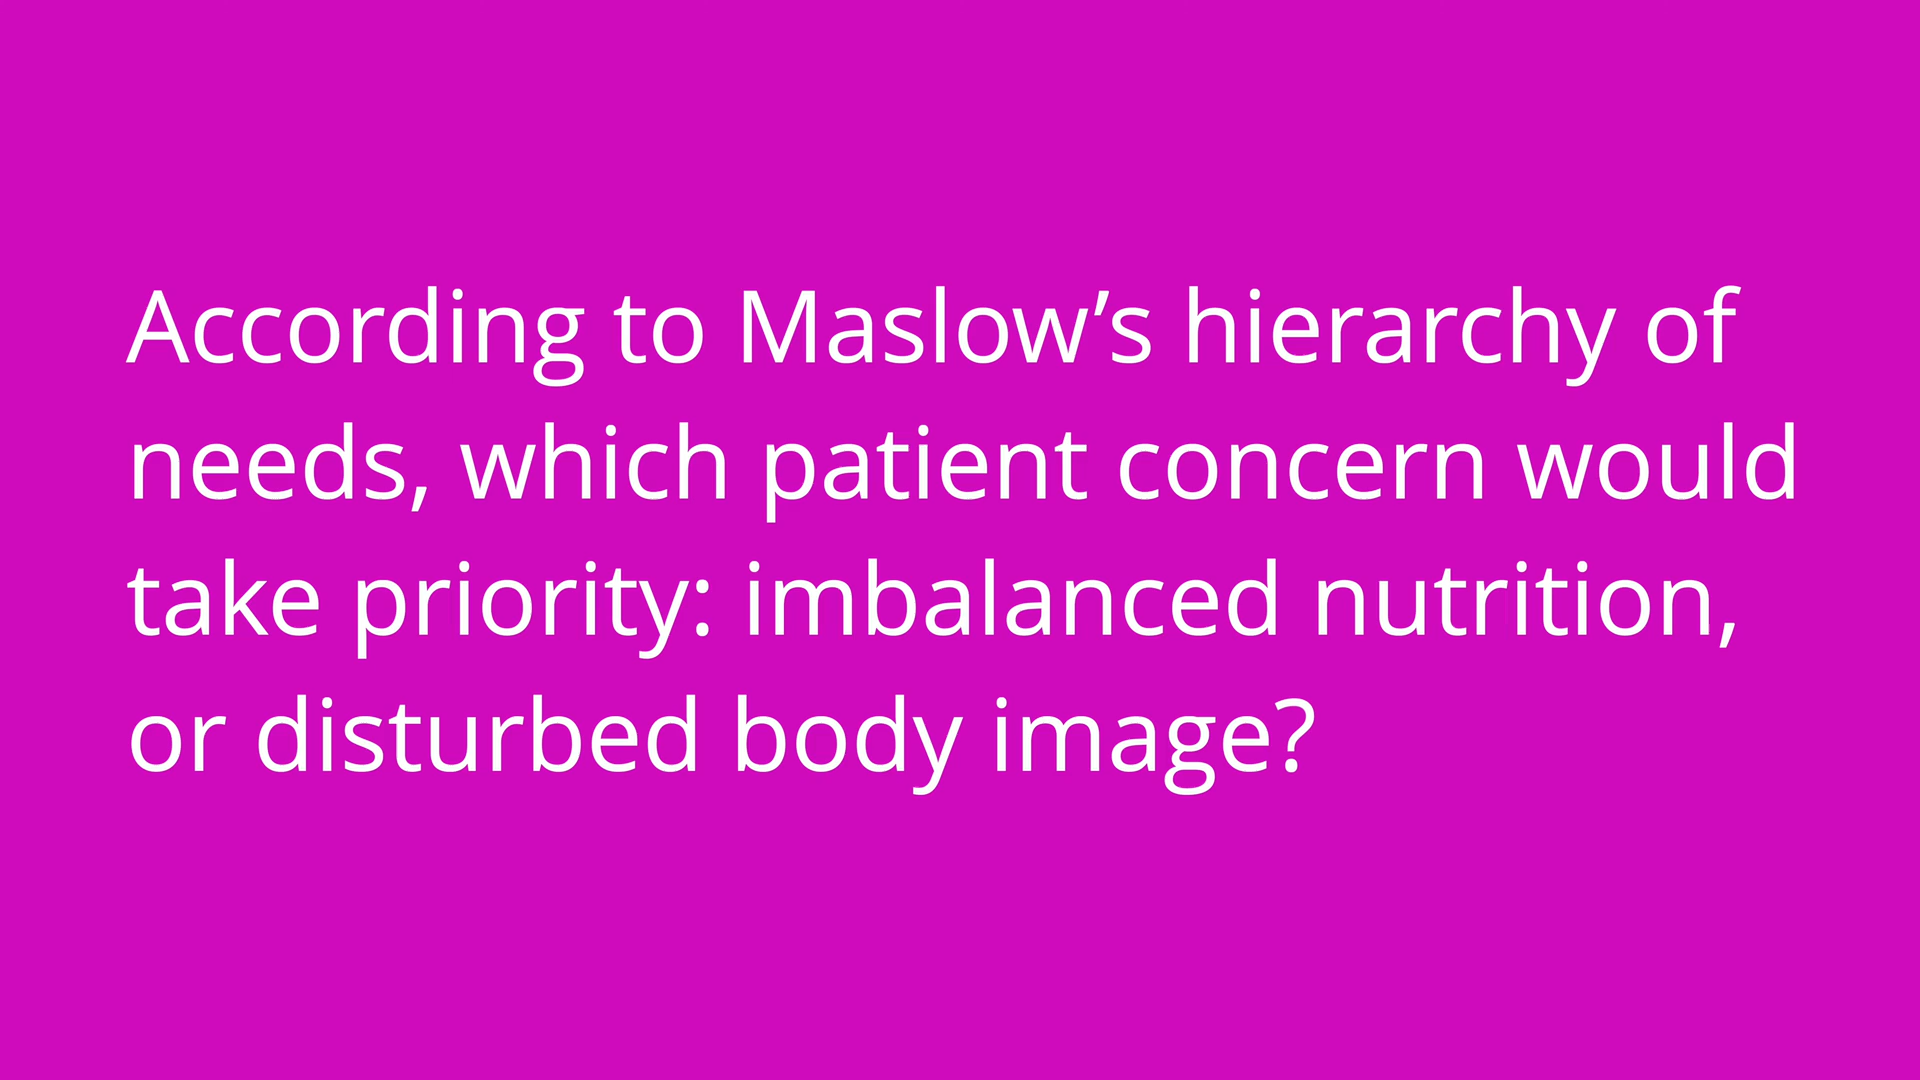 According to Maslow’s hierarchy of
needs, which patient concern would
take priority: imbalanced nutrition,
or disturbed body image?